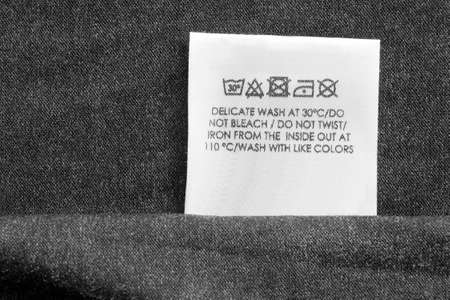 30°
DELICATE WASH AT 30°C/DO
NOT BLEACH / DO NOT TWIST/
IRON FROM THE INSIDE OUT AT
110 °C/WASH WITH LIKE COLORS